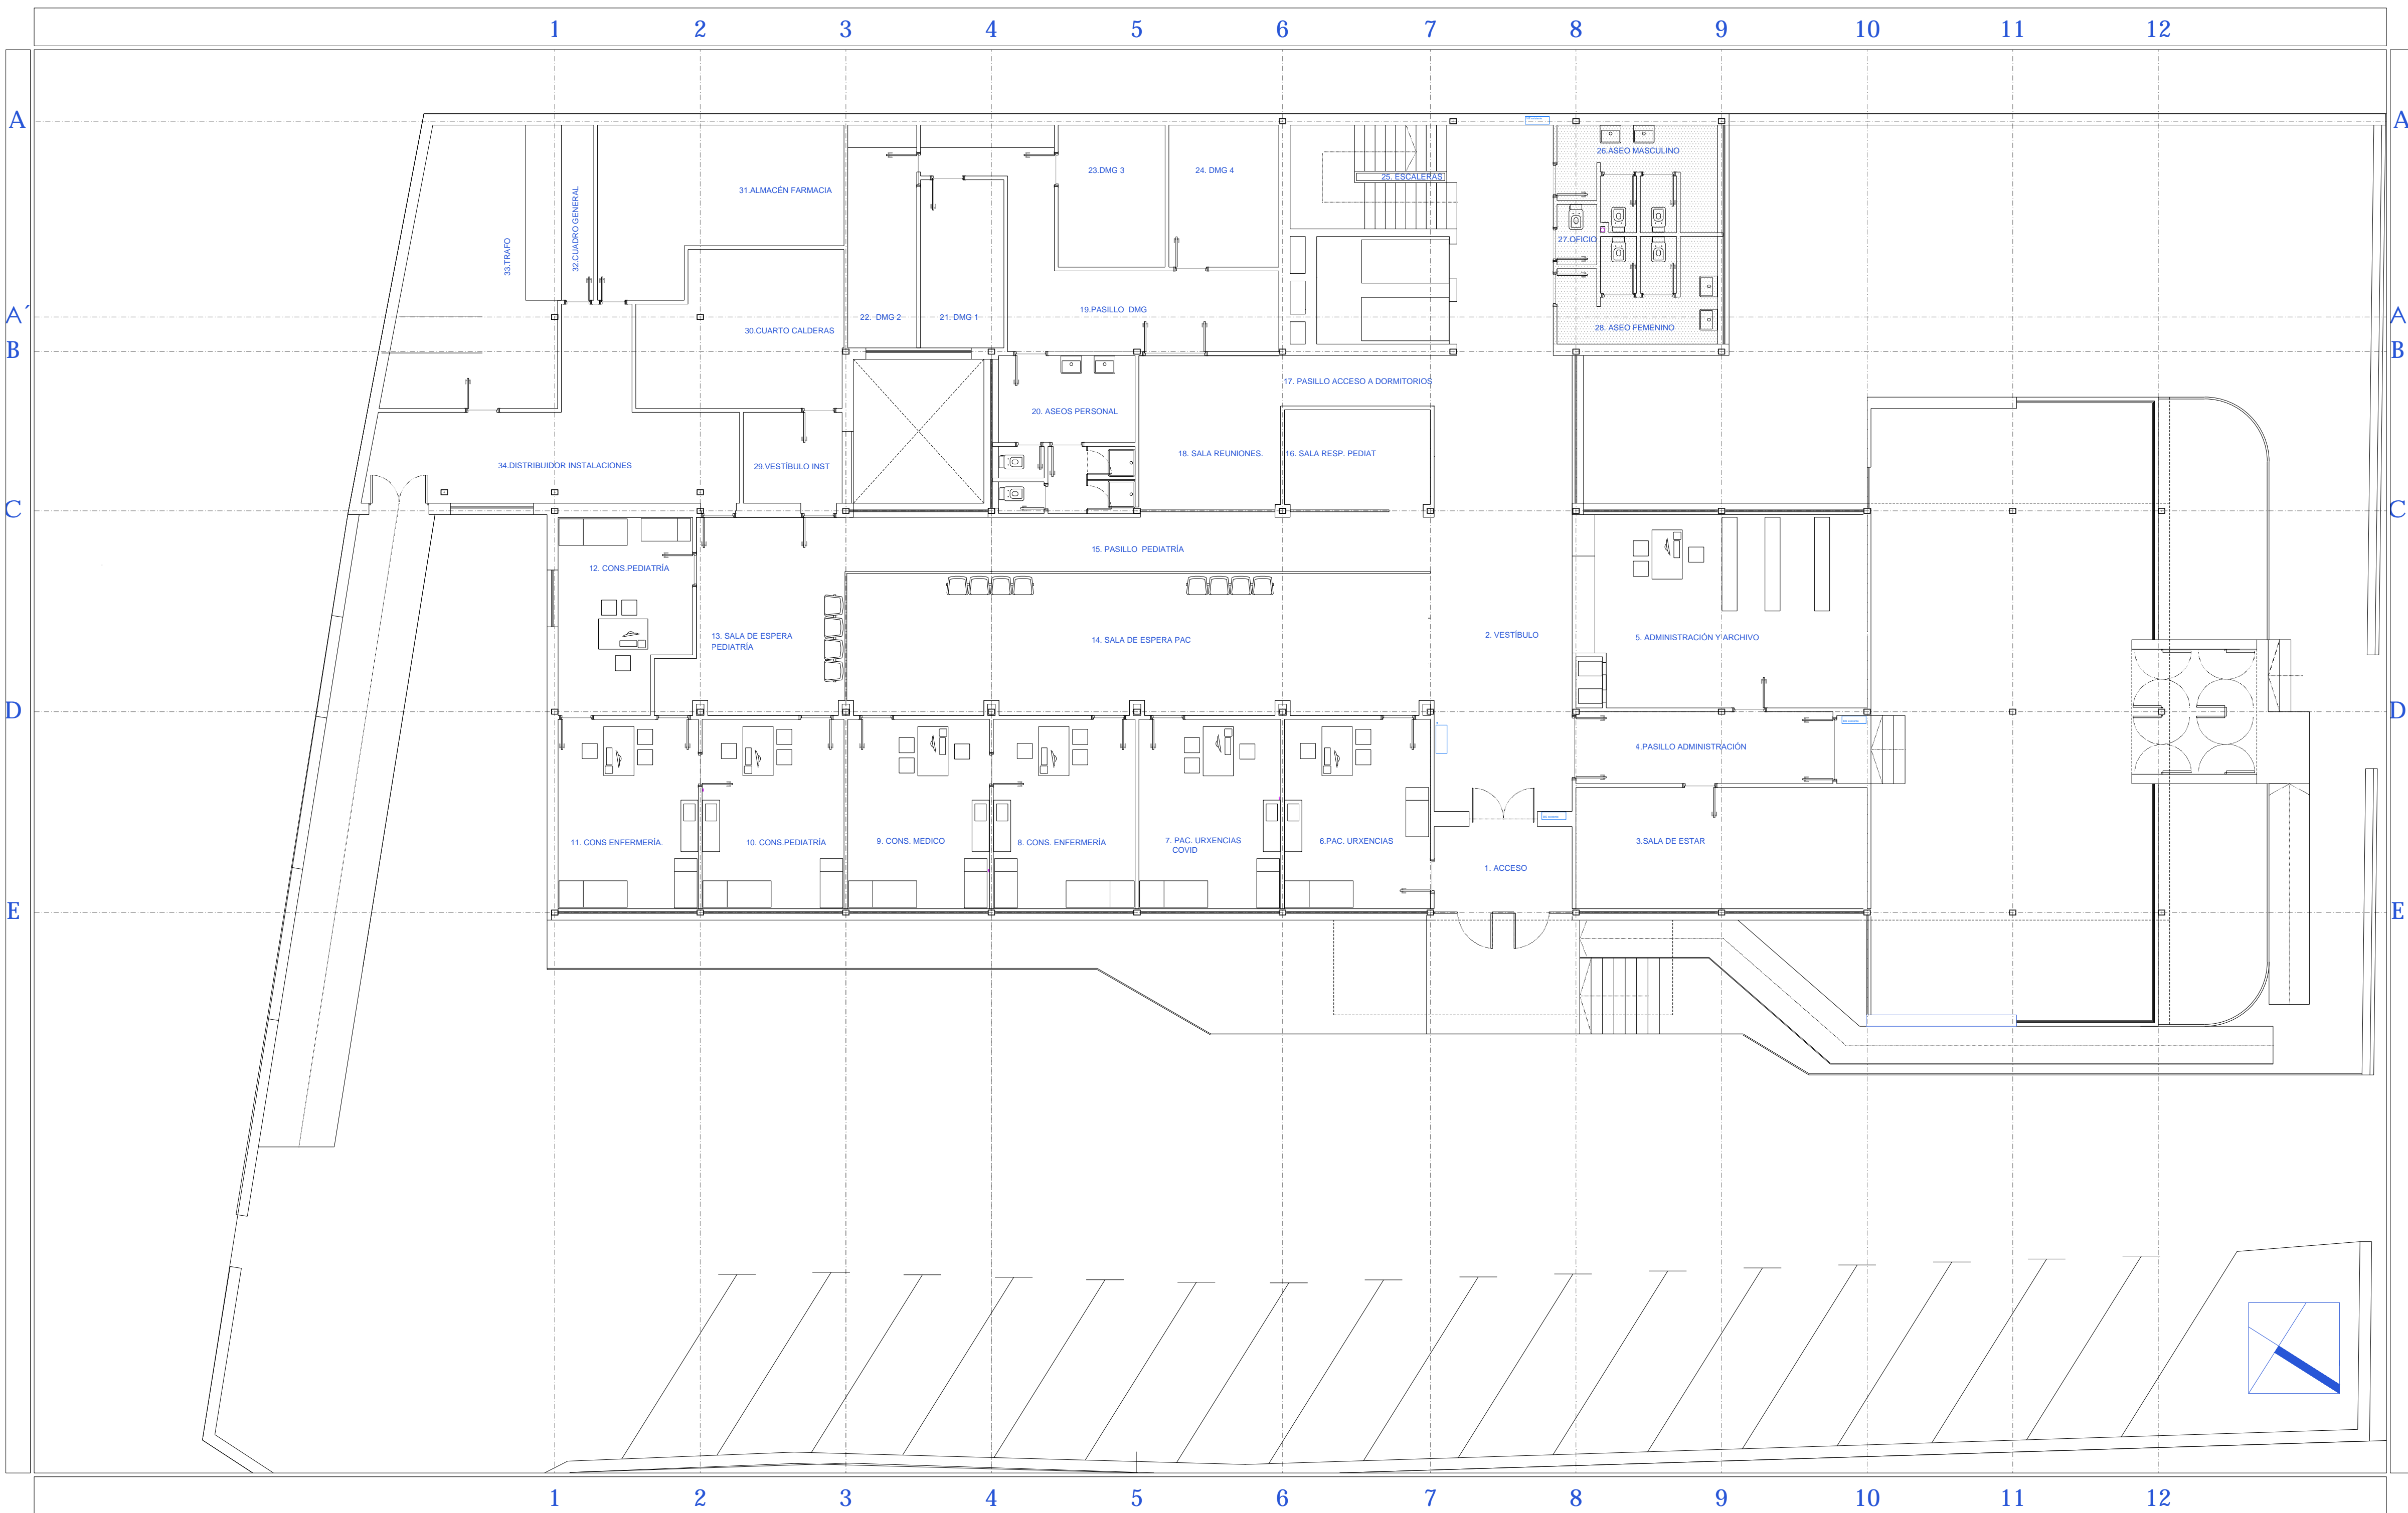 1 2 3 4 5 6 7 8 9 10 11 12
A A
26.ASEO MASCULINO
23.DMG 3
24. DMG 4
25. ESCALERAS
31.ALMACÉN FARMACIA
32.CUADRO GENERAL
33.TRAFO
27.OFICIO
A´ A
22. DMG 2
21. DMG 1
19.PASILLO DMG
30.CUARTO CALDERAS
28. ASEO FEMENINO
B B
17. PASILLO ACCESO A DORMITORIOS
20. ASEOS PERSONAL
18. SALA REUNIONES.
16. SALA RESP. PEDIAT
34.DISTRIBUIDOR INSTALACIONES
29.VESTÍBULO INST
C C
15. PASILLO PEDIATRÍA
12. CONS.PEDIATRÍA
13. SALA DE ESPERA
PEDIATRÍA
14. SALA DE ESPERA PAC
2. VESTÍBULO
5. ADMINISTRACIÓN Y ARCHIVO
D D
4.PASILLO ADMINISTRACIÓN
11. CONS ENFERMERÍA.
10. CONS.PEDIATRÍA
9. CONS. MEDICO
8. CONS. ENFERMERÍA
7. PAC. URXENCIAS
COVID
6.PAC. URXENCIAS
3.SALA DE ESTAR
1. ACCESO
E E
1 2 3 4 5 6 7 8 9 10 11 12